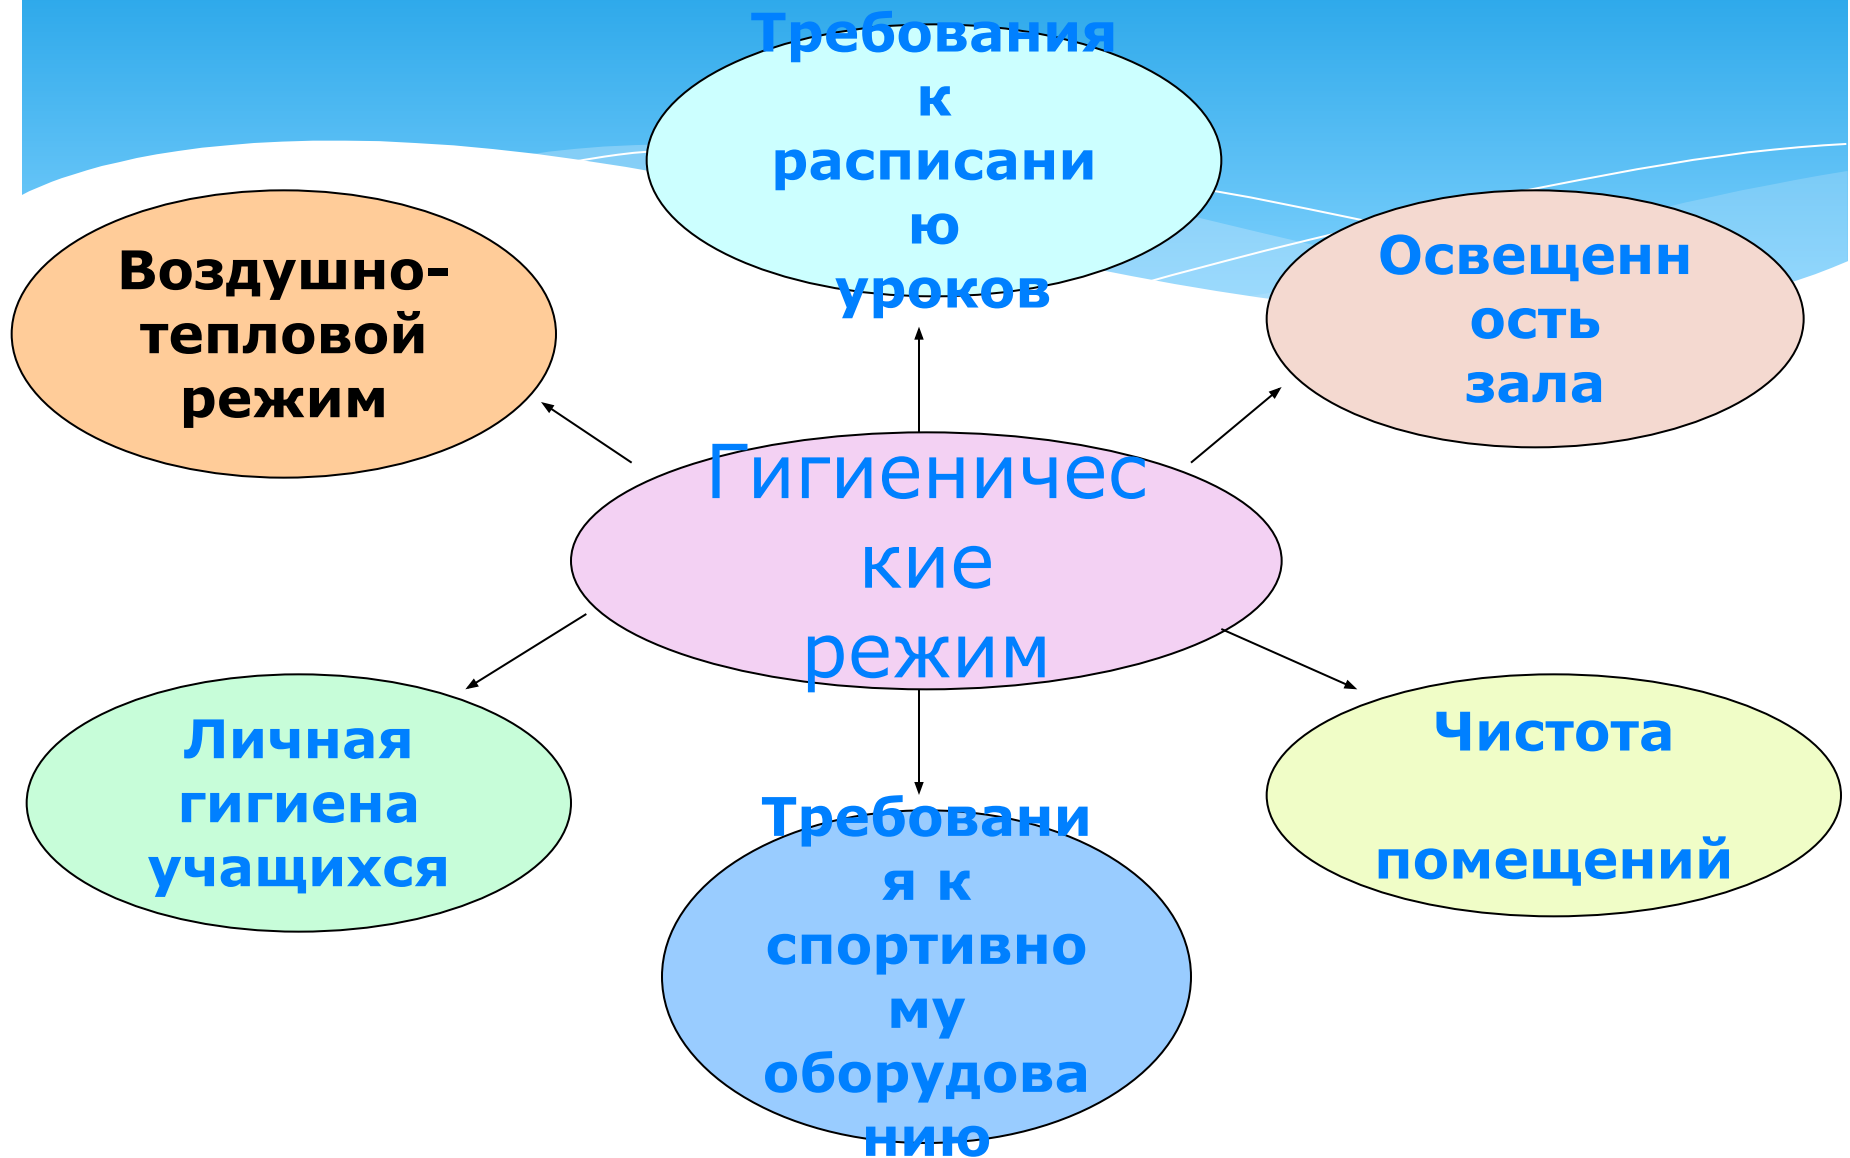 Требования
к
расписани
ю
уроков
Воздушно-
тепловой
режим
Освещенн
ость
зала
Гигиеничес
кие
режим
Личная
гигиена
учащихся
Чистота
помещений
Требовани
я к
спортивно
му
оборудова
нию